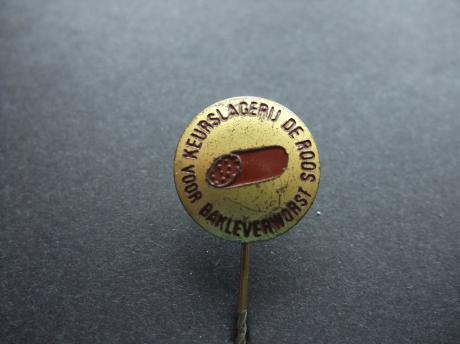 KEURSLAGERIJ DE ROOS
VOOR BAKLEVERWORST